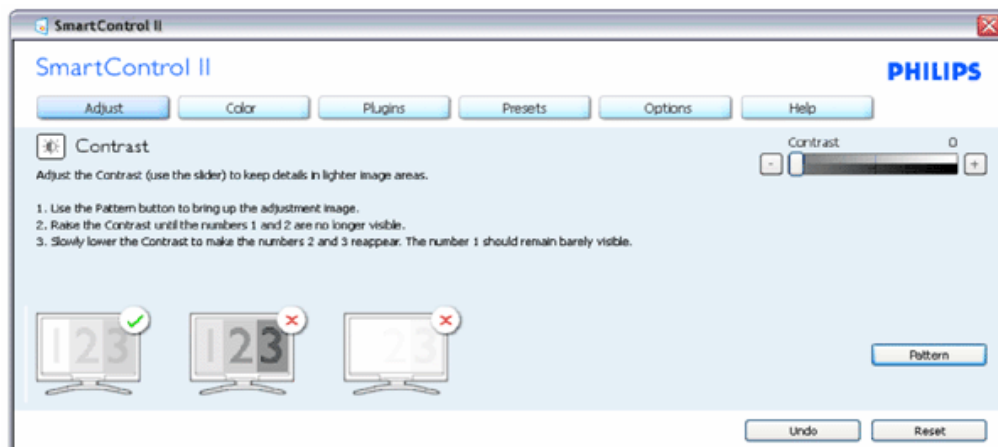 SmartControl II
SmartControl II
PHILIPS
Adjust Color Plugins Presets Options Help
Contrast
Contrast 0
- +
Adjust the Contrast (use the slider) to keep details in lighter image areas.
1. Use the Pattern button to bring up the adjustment image.
2. Raise the Contrast until the numbers 1 and 2 are no longer visible.
3. Slowly lower the Contrast to make the numbers 2 and 3 reappear. The number 1 should remain barely visible.
123 123 23
Pattern
Undo Reset